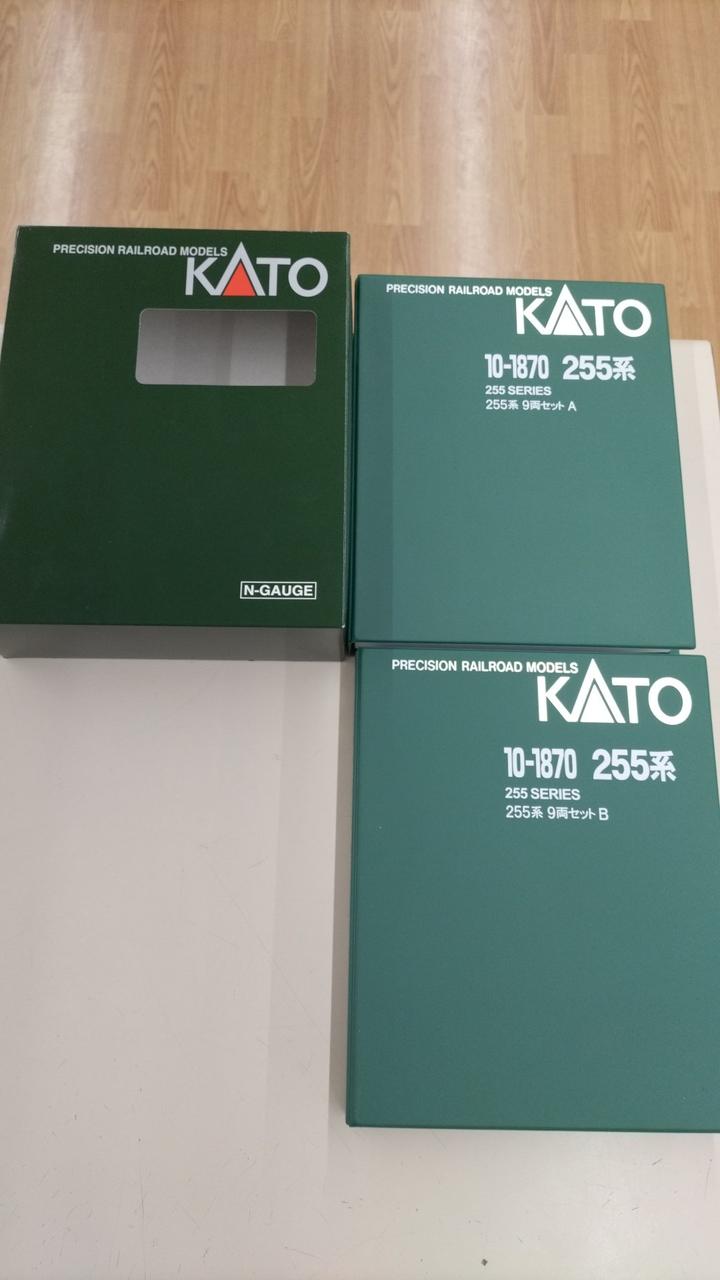 PRECISION RAILROAD MODELS
KATO
N-GAUGE
PRECISION RAILROAD MODELS
KATO
10-1870 255系
255 SERIES
255系 9両セット A
PRECISION RAILROAD MODELS
KATO
10-1870 255系
255 SERIES
255系 9両セット B